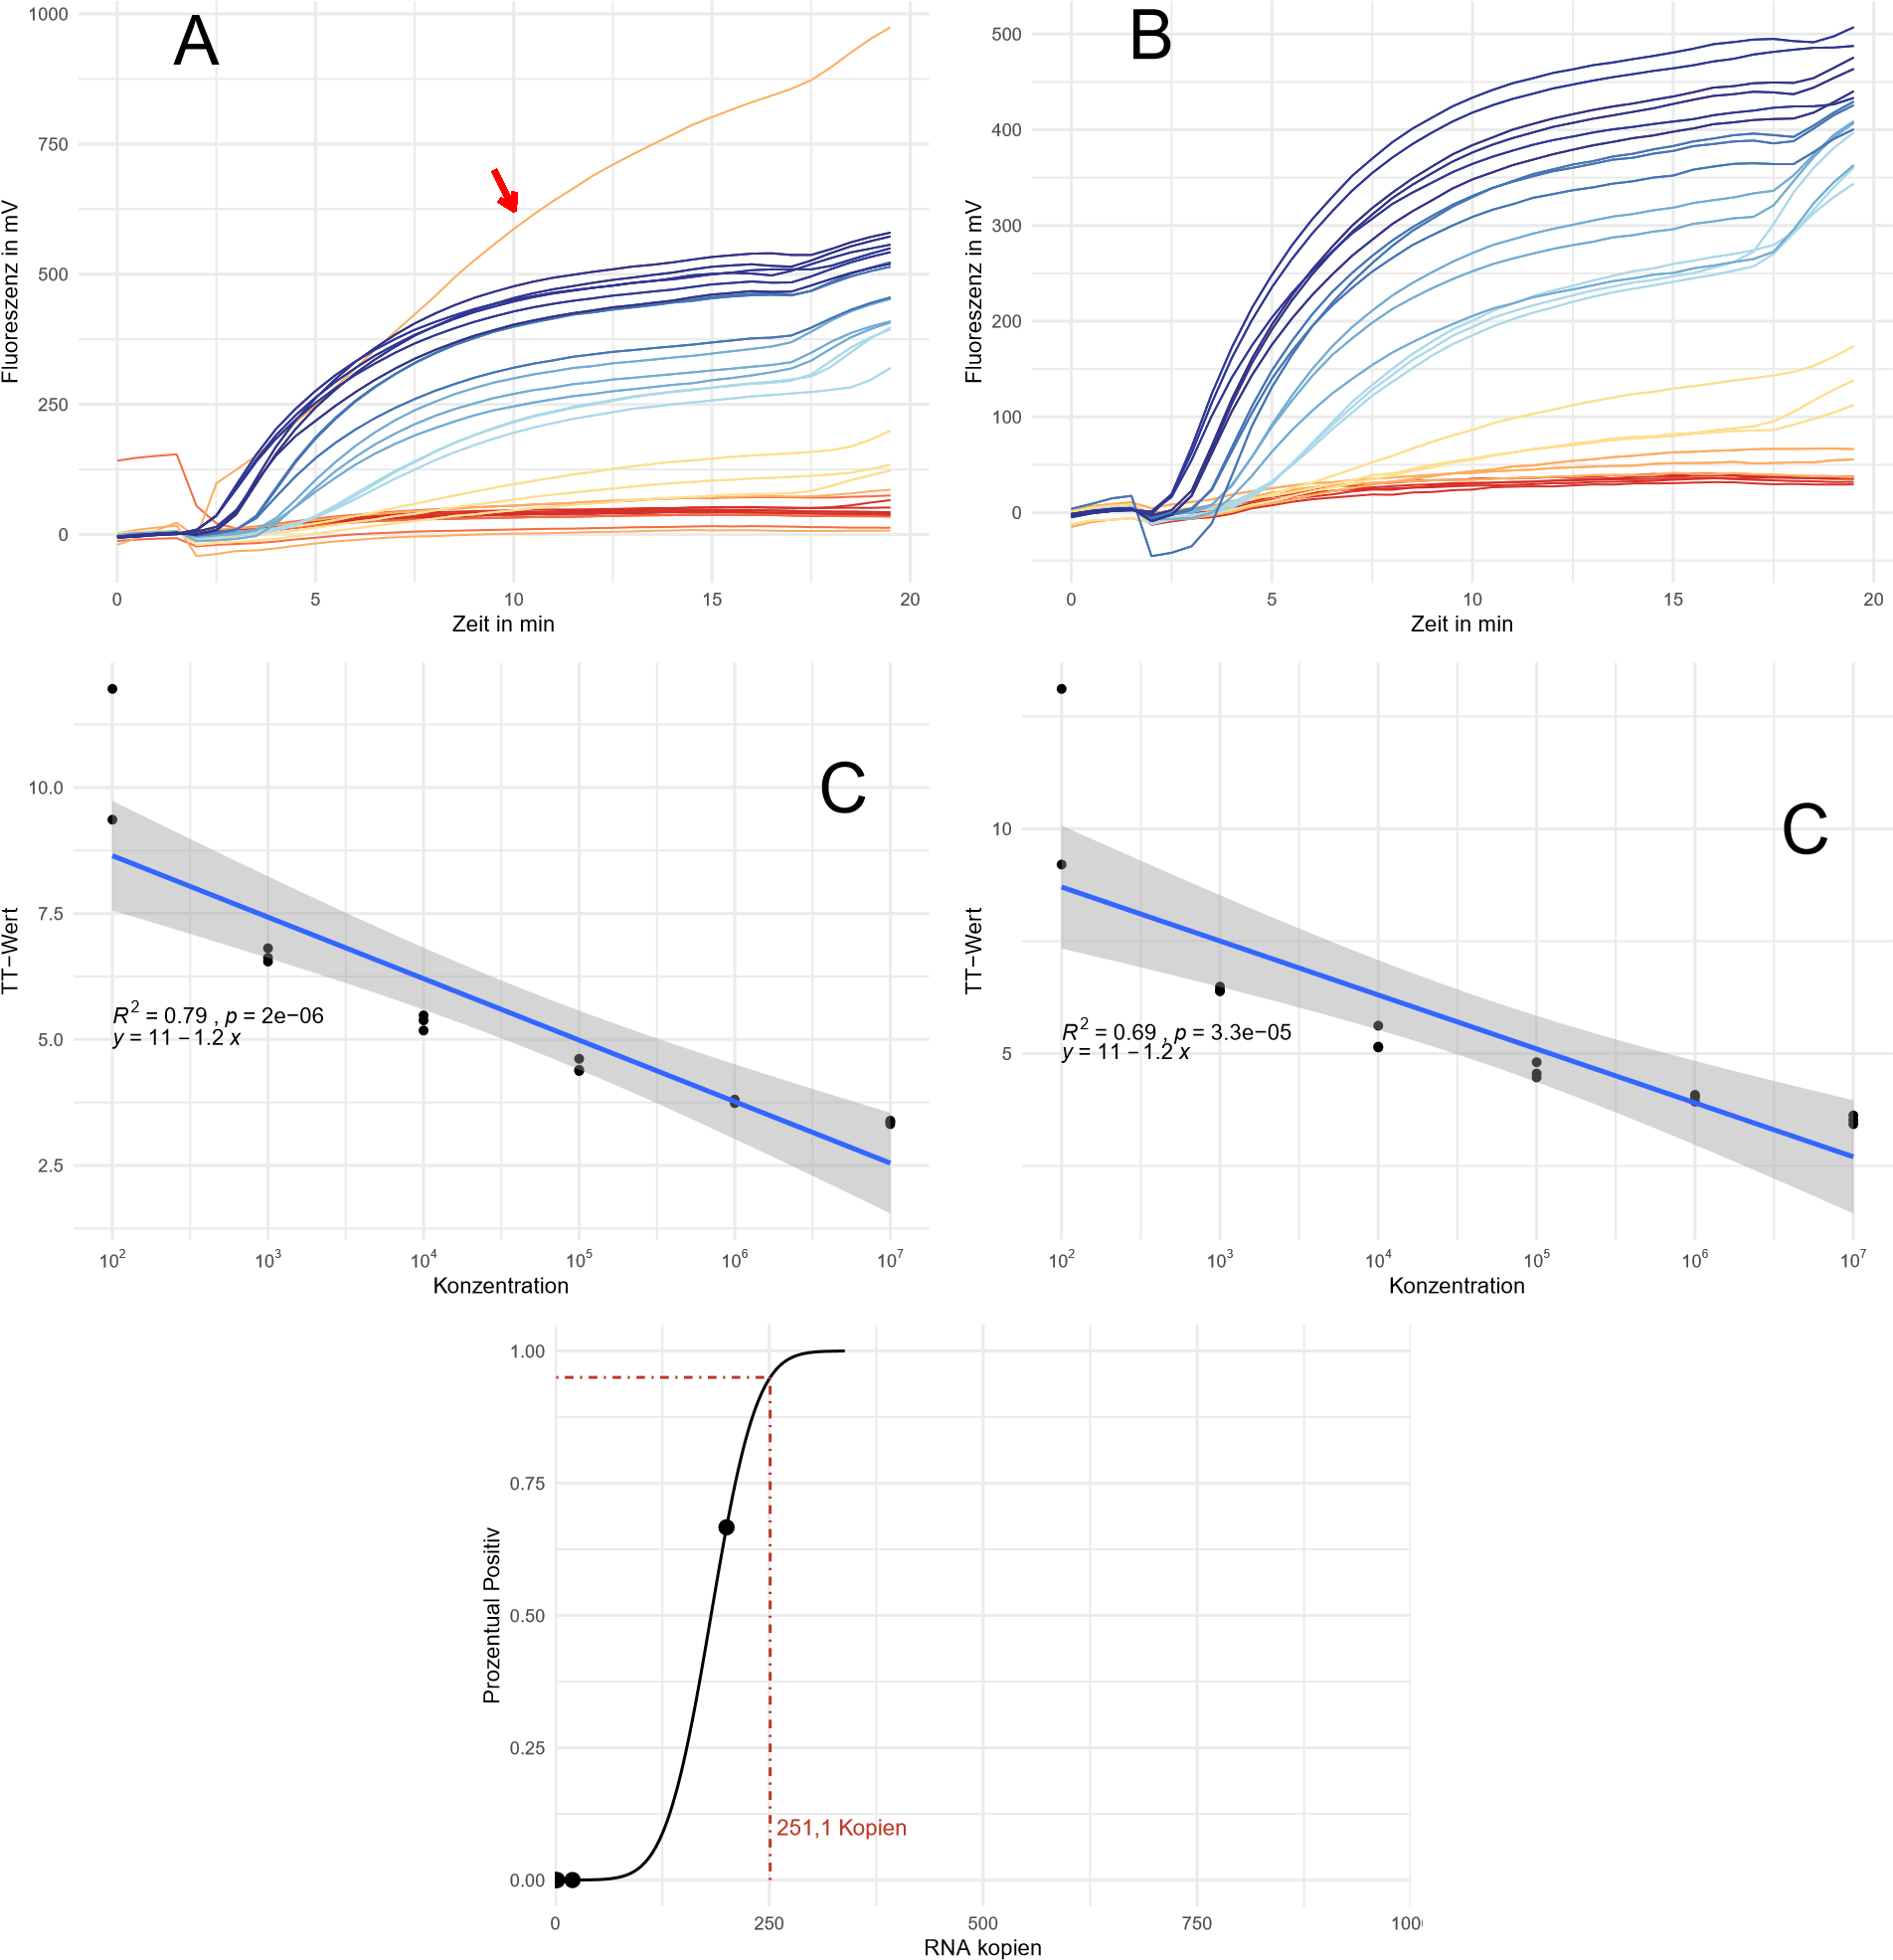 A
1000
750
500
250
0
0
5
10
15
20
Fluoreszenz in mV
Zeit in min
B
500
400
300
200
100
0
0
5
10
15
20
Fluoreszenz in mV
Zeit in min
C
10.0
7.5
5.0
2.5
R² = 0.79 , p = 2e−06
y = 11 − 1.2 x
10²
10³
10⁴
10⁵
10⁶
10⁷
TT−Wert
Konzentration
C
10
5
R² = 0.69 , p = 3.3e−05
y = 11 − 1.2 x
10²
10³
10⁴
10⁵
10⁶
10⁷
TT−Wert
Konzentration
1.00
0.75
0.50
0.25
0.00
251,1 Kopien
0
250
500
750
Prozentual Positiv
RNA kopien